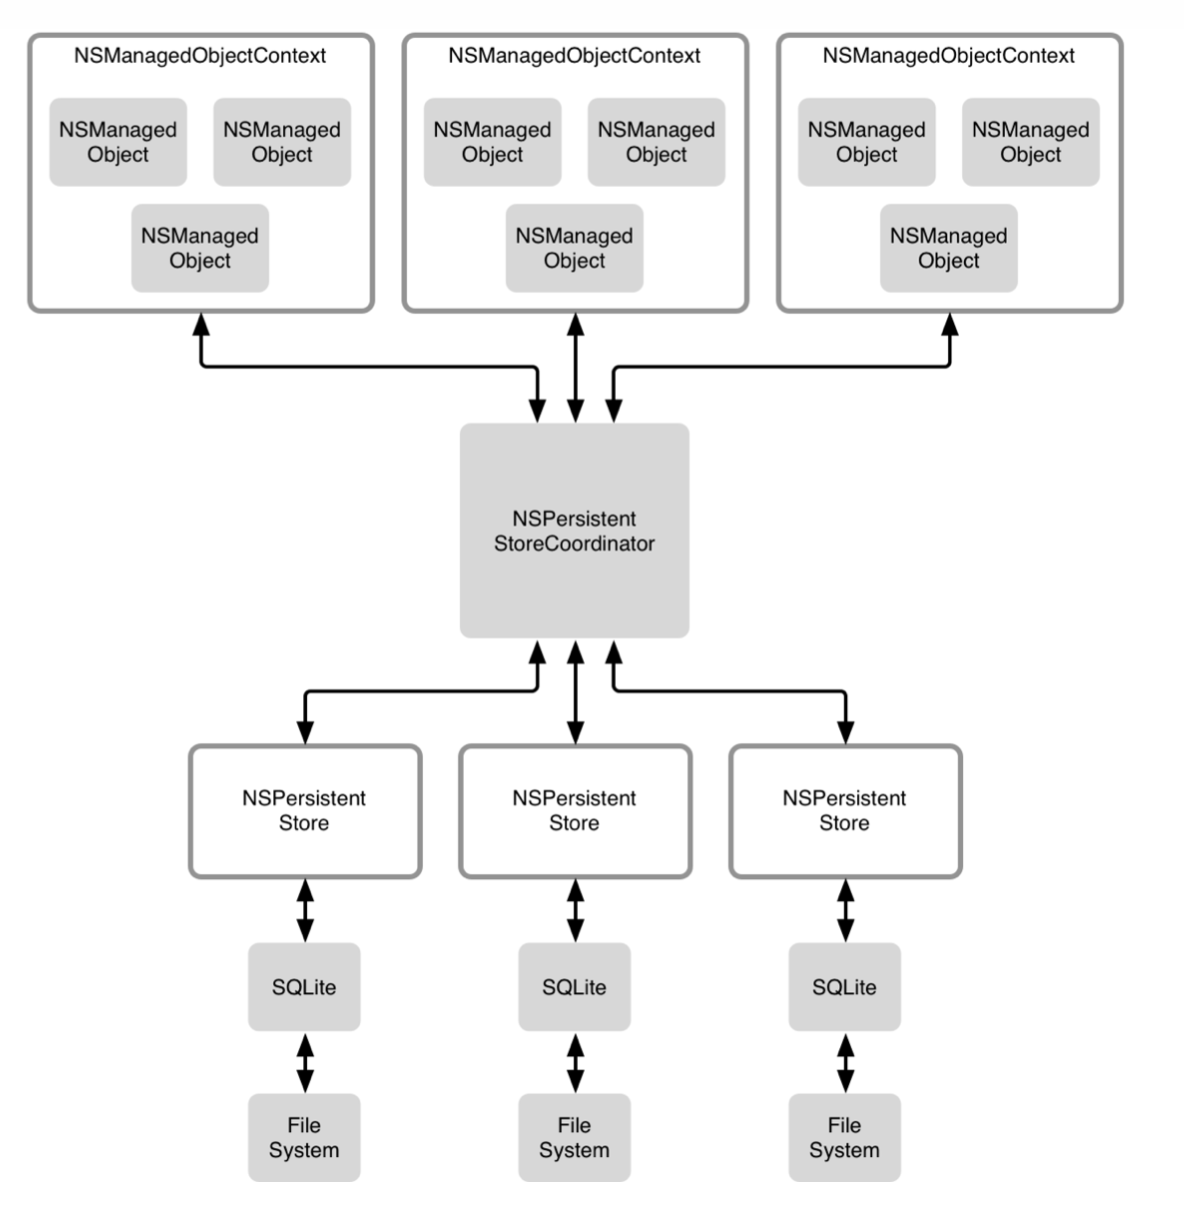 NSManagedObjectContext
NSManaged
Object
NSManaged
Object
NSManaged
Object
NSManagedObjectContext
NSManaged
Object
NSManaged
Object
NSManaged
Object
NSManagedObjectContext
NSManaged
Object
NSManaged
Object
NSManaged
Object
NSPersistent
StoreCoordinator
NSPersistent
Store
NSPersistent
Store
NSPersistent
Store
SQLite
SQLite
SQLite
File
System
File
System
File
System